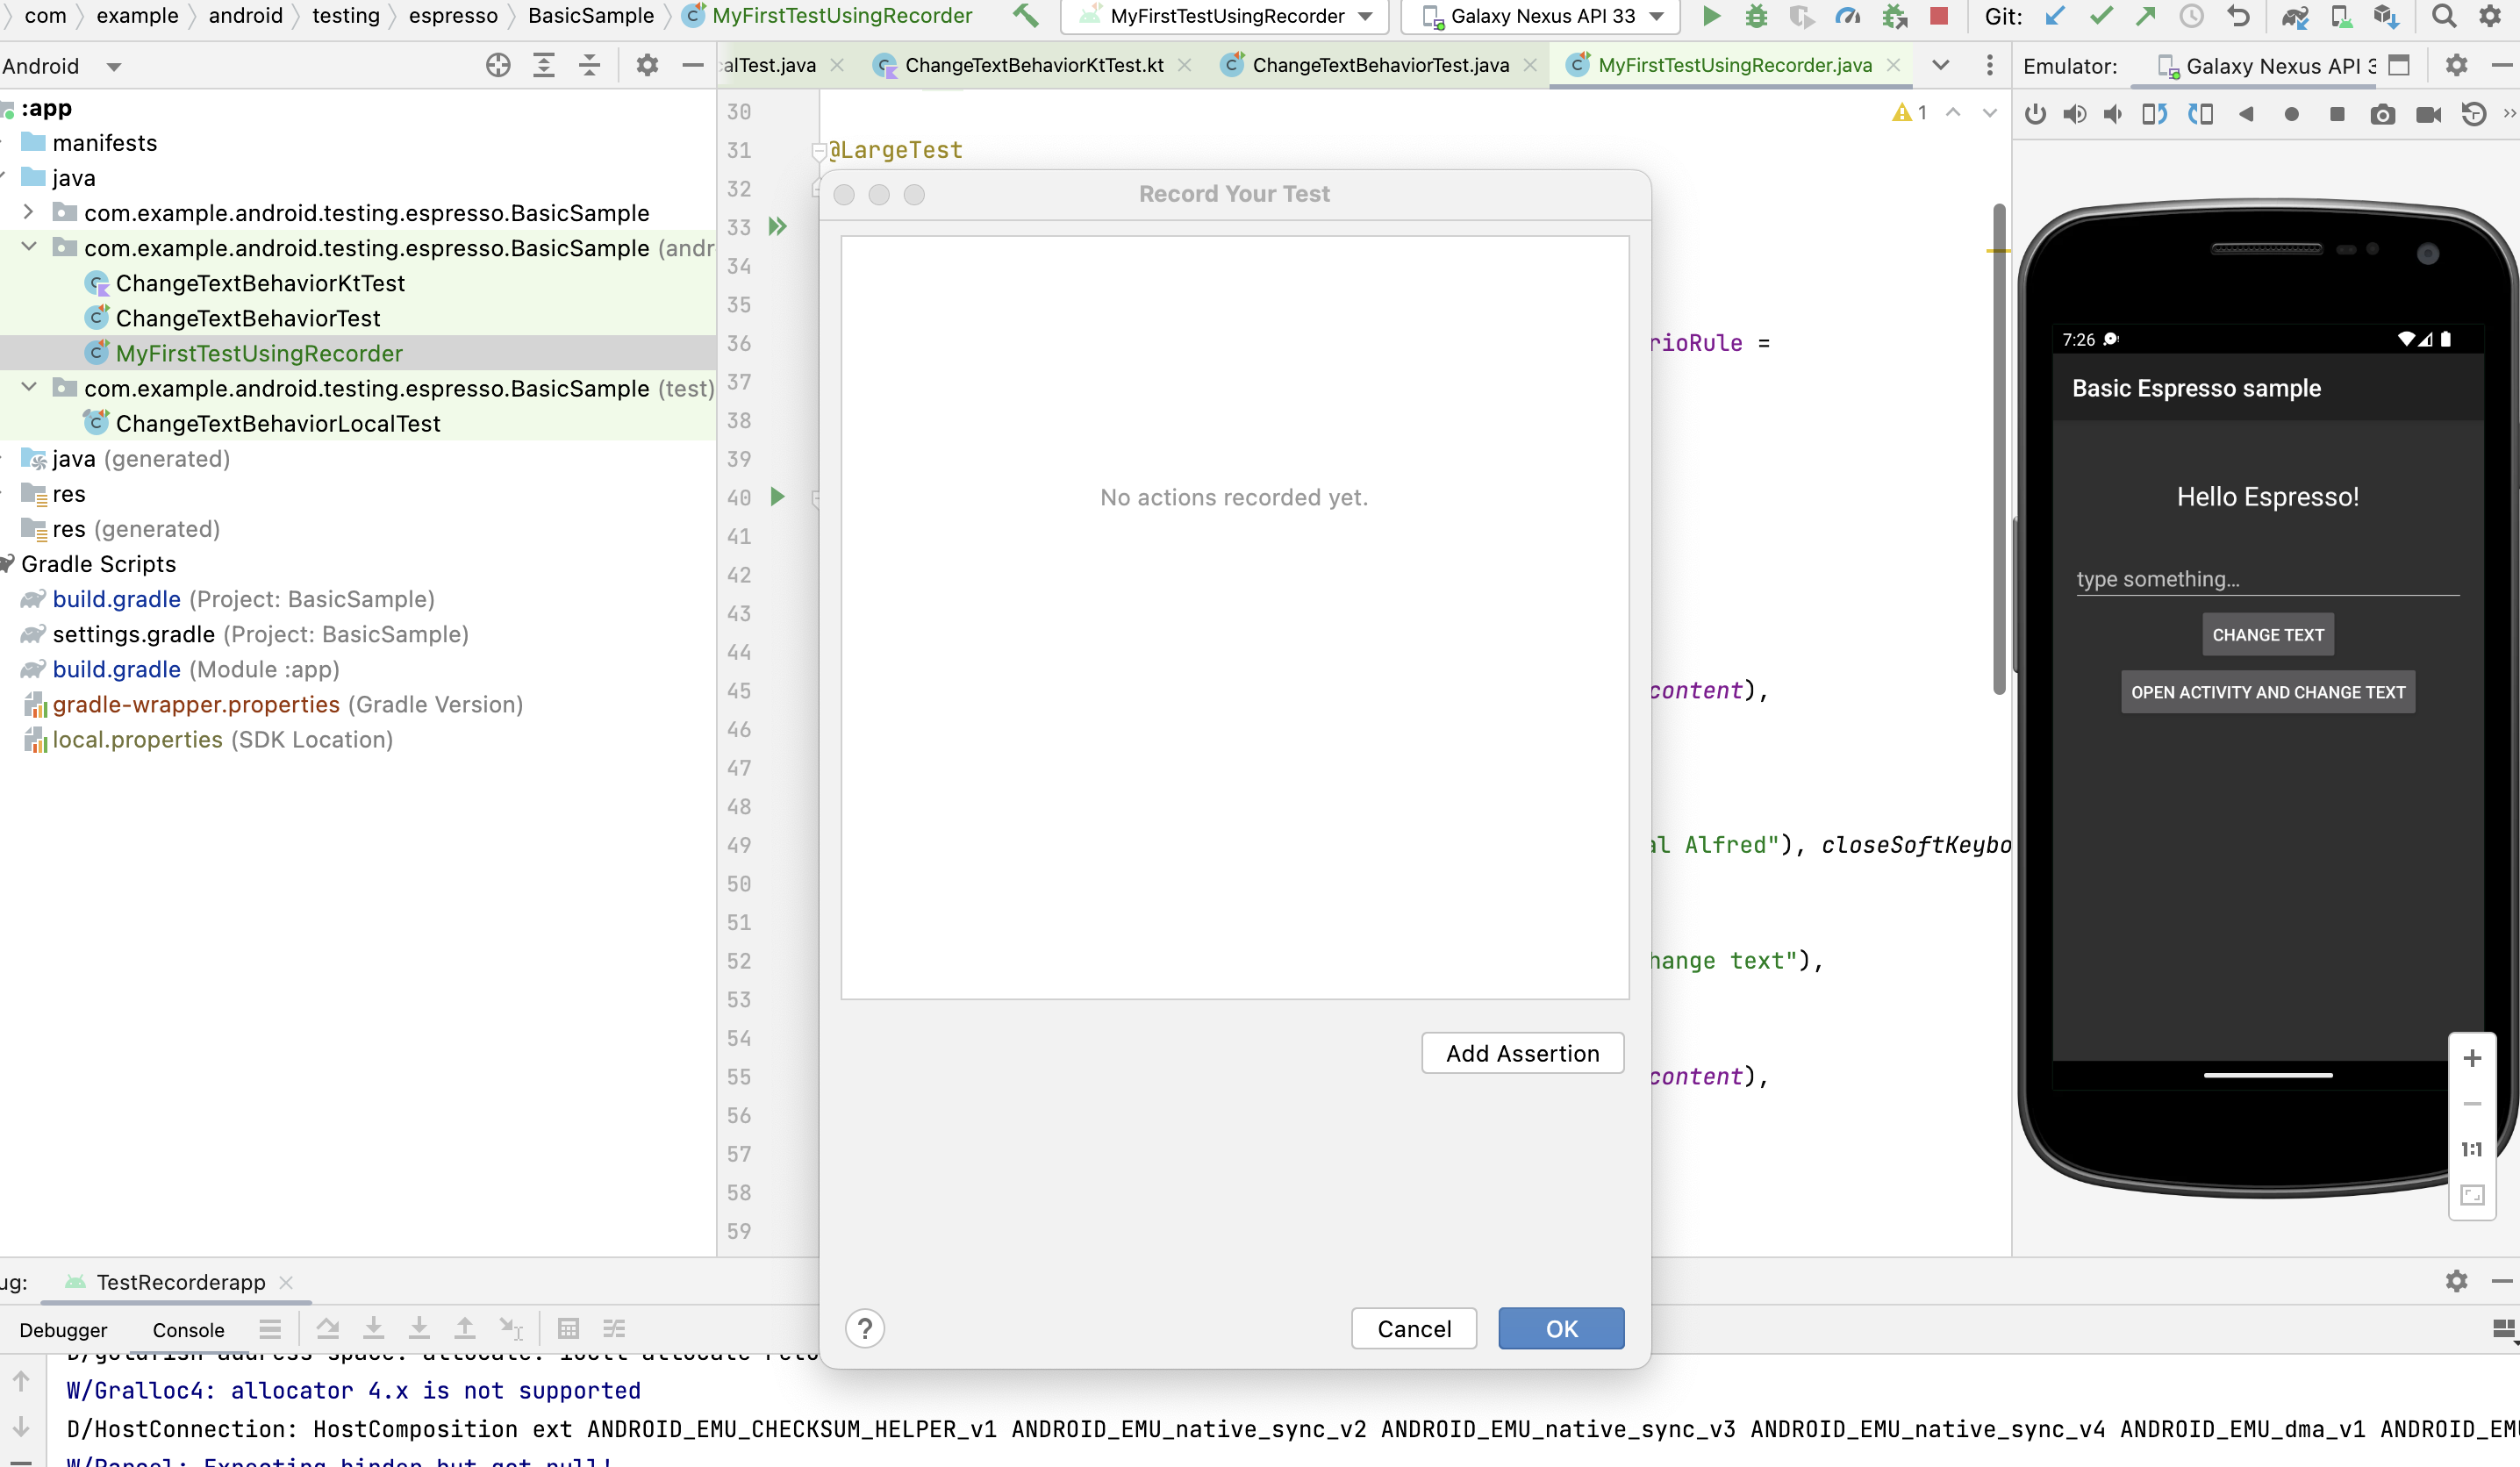 com example android testing espresso BasicSample MyFirstTestUsingRecorder MyFirstTestUsingRecorder Galaxy Nexus API 33 Git:
Android
alTest.java ChangeTextBehaviorKtTest.kt ChangeTextBehaviorTest.java MyFirstTestUsingRecorder.java
Emulator: Galaxy Nexus API 3
:app
manifests
java
com.example.android.testing.espresso.BasicSample
com.example.android.testing.espresso.BasicSample (andr
ChangeTextBehaviorKtTest
ChangeTextBehaviorTest
MyFirstTestUsingRecorder
com.example.android.testing.espresso.BasicSample (test)
ChangeTextBehaviorLocalTest
java (generated)
res
res (generated)
Gradle Scripts
build.gradle (Project: BasicSample)
settings.gradle (Project: BasicSample)
build.gradle (Module :app)
gradle-wrapper.properties (Gradle Version)
local.properties (SDK Location)
30
31 @LargeTest
32
33
34
35
36 rioRule =
37
38
39
40
41
42
43
44
45 content),
46
47
48
49 al Alfred"), closeSoftKeybo
50
51
52 hange text"),
53
54
55 content),
56
57
58
59
1
Record Your Test
No actions recorded yet.
Add Assertion
? Cancel OK
7:26
Basic Espresso sample
Hello Espresso!
type something...
CHANGE TEXT
OPEN ACTIVITY AND CHANGE TEXT
1:1
ug: TestRecorderapp
Debugger Console
W/Gralloc4: allocator 4.x is not supported
D/HostConnection: HostComposition ext ANDROID_EMU_CHECKSUM_HELPER_v1 ANDROID_EMU_native_sync_v2 ANDROID_EMU_native_sync_v3 ANDROID_EMU_native_sync_v4 ANDROID_EMU_dma_v1 ANDROID_EM
W/Parcel: Expecting binder but got null!